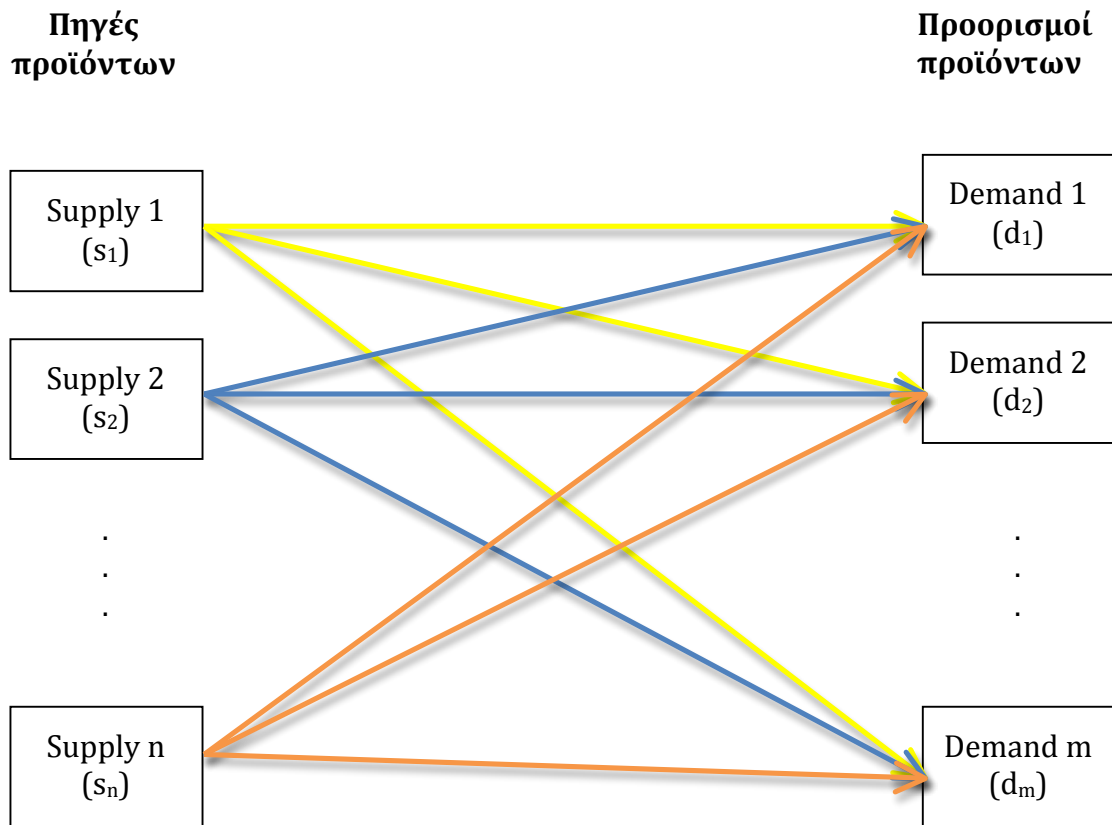 Πηγές
προϊόντων
Προορισμοί
προϊόντων
Supply 1
(s₁)
Demand 1
(d₁)
Supply 2
(s₂)
Demand 2
(d₂)
.
.
.
.
.
.
Supply n
(sₙ)
Demand m
(dₘ)